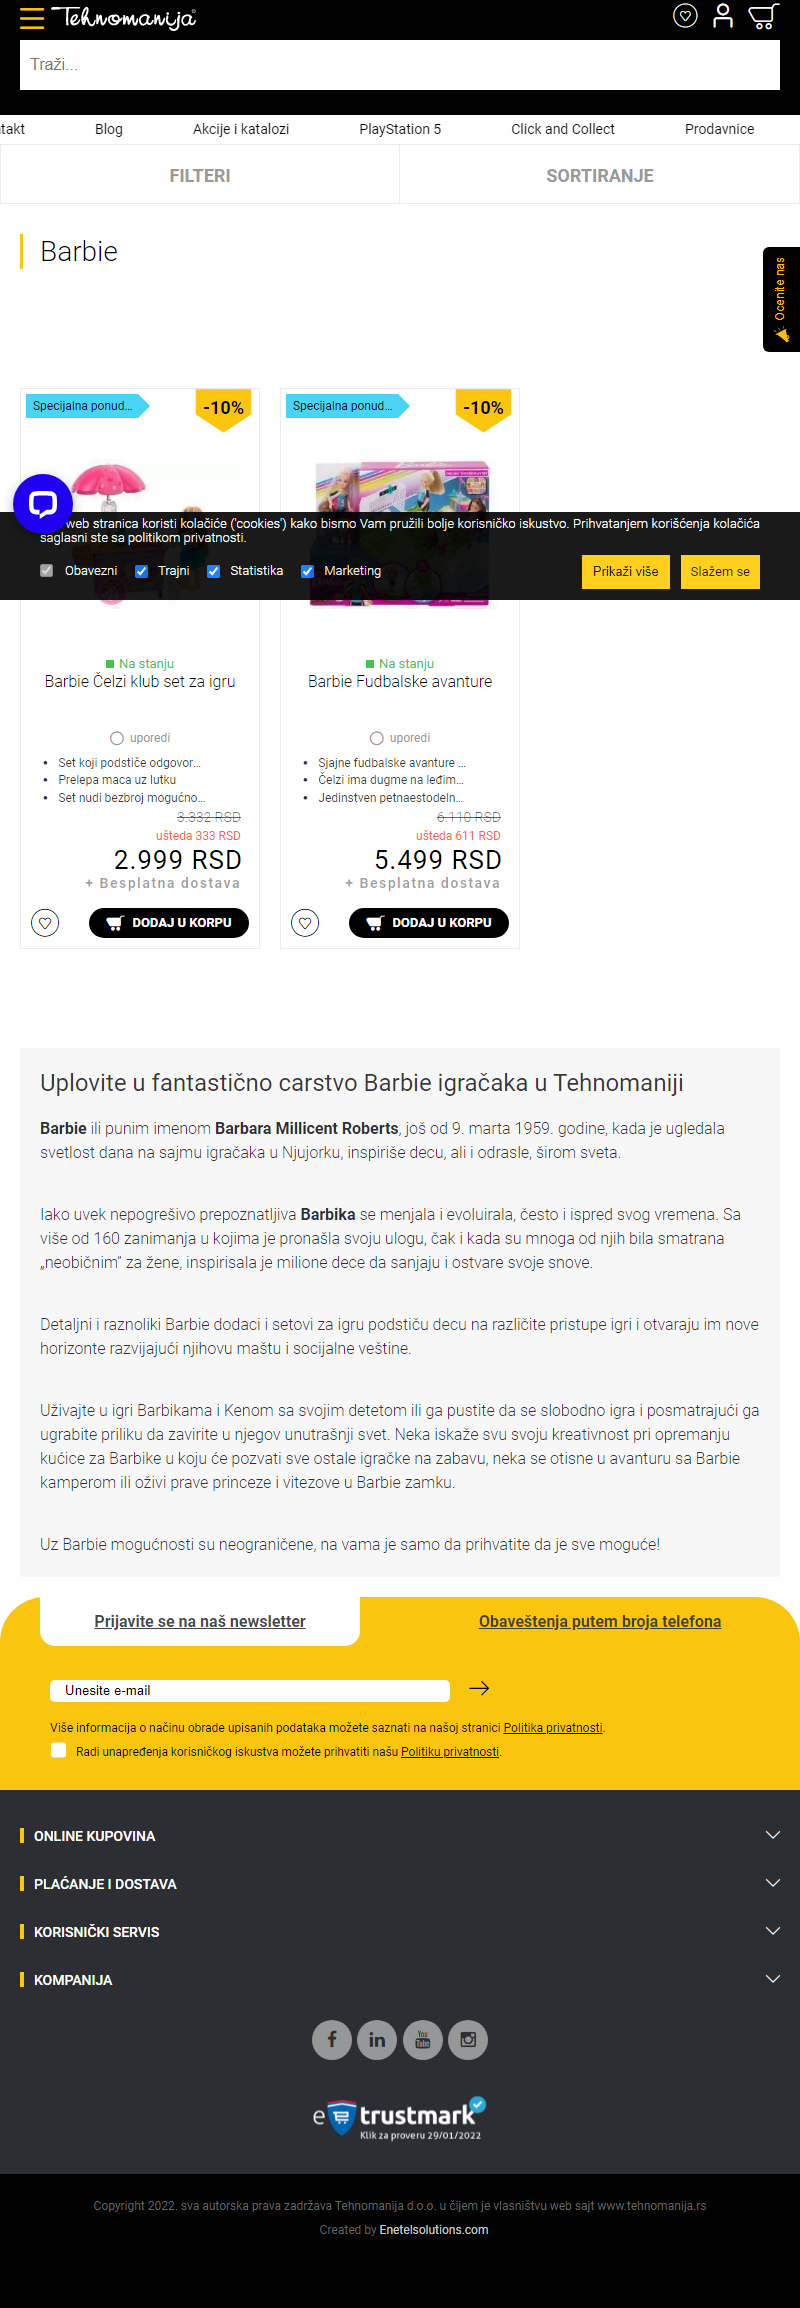 Tehnomanija
Traži...
takt
Blog
Akcije i katalozi
PlayStation 5
Click and Collect
Prodavnice
FILTERI
SORTIRANJE
Barbie
Ocenite nas
Specijalna ponud...
-10%
Specijalna ponud...
-10%
web stranica koristi kolačiće ('cookies') kako bismo Vam pružili bolje korisničko iskustvo. Prihvatanjem korišćenja kolačića
saglasni ste sa politikom privatnosti.
Obavezni
Trajni
Statistika
Marketing
Prikaži više
Slažem se
Na stanju
Barbie Čelzi klub set za igru
uporedi
Set koji podstiče odgovor...
Prelepa maca uz lutku
Set nudi bezbroj mogućno...
3.332 RSD
ušteda 333 RSD
2.999 RSD
+ Besplatna dostava
DODAJ U KORPU
Na stanju
Barbie Fudbalske avanture
uporedi
Sjajne fudbalske avanture ...
Čelzi ima dugme na leđim...
Jedinstven petnaestodeln...
6.110 RSD
ušteda 611 RSD
5.499 RSD
+ Besplatna dostava
DODAJ U KORPU
Uplovite u fantastično carstvo Barbie igračaka u Tehnomaniji
Barbie ili punim imenom Barbara Millicent Roberts, još od 9. marta 1959. godine, kada je ugledala
svetlost dana na sajmu igračaka u Njujorku, inspiriše decu, ali i odrasle, širom sveta.
Iako uvek nepogrešivo prepoznatljiva Barbika se menjala i evoluirala, često i ispred svog vremena. Sa
više od 160 zanimanja u kojima je pronašla svoju ulogu, čak i kada su mnoga od njih bila smatrana
„neobičnim“ za žene, inspirisala je milione dece da sanjaju i ostvare svoje snove.
Detaljni i raznoliki Barbie dodaci i setovi za igru podstiču decu na različite pristupe igri i otvaraju im nove
horizonte razvijajući njihovu maštu i socijalne veštine.
Uživajte u igri Barbikama i Kenom sa svojim detetom ili ga pustite da se slobodno igra i posmatrajući ga
ugrabite priliku da zavirite u njegov unutrašnji svet. Neka iskaže svu svoju kreativnost pri opremanju
kućice za Barbike u koju će pozvati sve ostale igračke na zabavu, neka se otisne u avanturu sa Barbie
kamperom ili oživi prave princeze i vitezove u Barbie zamku.
Uz Barbie mogućnosti su neograničene, na vama je samo da prihvatite da je sve moguće!
Prijavite se na naš newsletter
Obaveštenja putem broja telefona
Unesite e-mail
Više informacija o načinu obrade upisanih podataka možete saznati na našoj stranici Politika privatnosti.
Radi unapređenja korisničkog iskustva možete prihvatiti našu Politiku privatnosti.
ONLINE KUPOVINA
PLAĆANJE I DOSTAVA
KORISNIČKI SERVIS
KOMPANIJA
You Tube
e trustmark
Klik za proveru 29/01/2022
Copyright 2022. sva autorska prava zadržava Tehnomanija d.o.o. u čijem je vlasništvu web sajt www.tehnomanija.rs
Created by Enetelsolutions.com